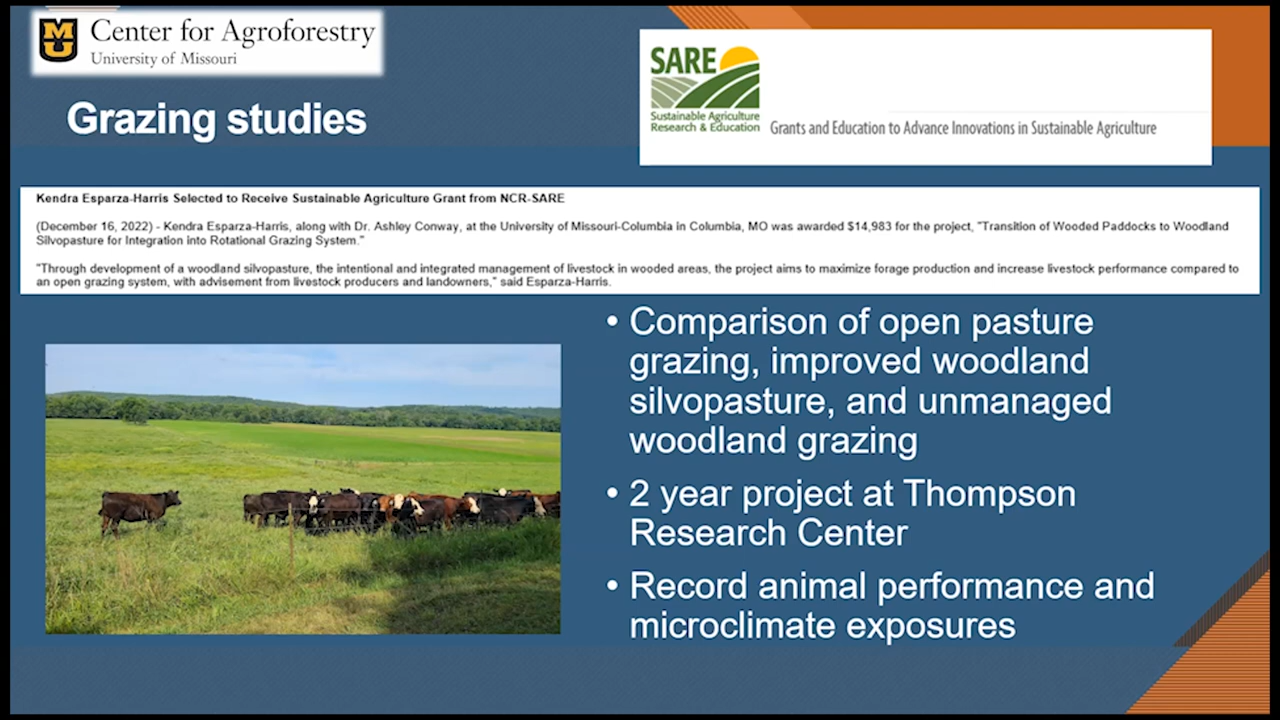 Center for Agroforestry
University of Missouri
Grazing studies
SARE
Sustainable Agriculture
Research & Education
Grants and Education to Advance Innovations in Sustainable Agriculture
Kendra Esparza-Harris Selected to Receive Sustainable Agriculture Grant from NCR-SARE
(December 16, 2022) - Kendra Esparza-Harris, along with Dr. Ashley Conway, at the University of Missouri-Columbia in Columbia, MO was awarded $14,983 for the project, "Transition of Wooded Paddocks to Woodland
Silvopasture for Integration into Rotational Grazing System."
"Through development of a woodland silvopasture, the intentional and integrated management of livestock in wooded areas, the project aims to maximize forage production and increase livestock performance compared to
an open grazing system, with advisement from livestock producers and landowners," said Esparza-Harris.
• Comparison of open pasture
grazing, improved woodland
silvopasture, and unmanaged
woodland grazing
• 2 year project at Thompson
Research Center
• Record animal performance and
microclimate exposures